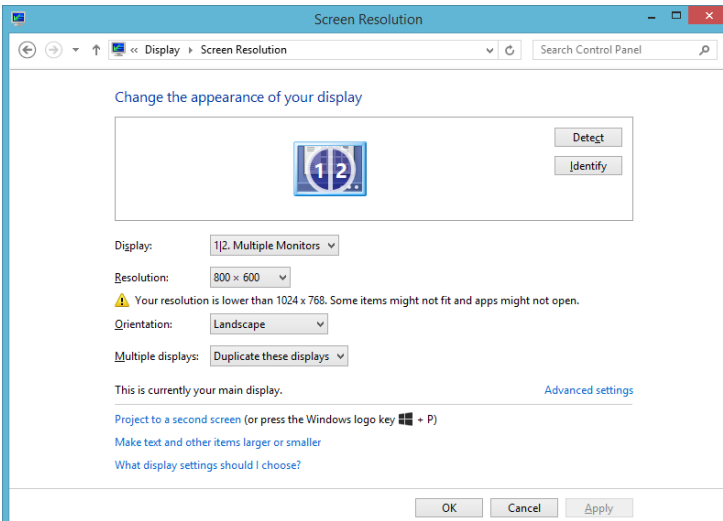 Screen Resolution
« Display Screen Resolution
Search Control Panel
Change the appearance of your display
1 2
Detect
Identify
Display: 1|2. Multiple Monitors
Resolution: 800 × 600
Your resolution is lower than 1024 x 768. Some items might not fit and apps might not open.
Orientation: Landscape
Multiple displays: Duplicate these displays
This is currently your main display. Advanced settings
Project to a second screen (or press the Windows logo key + P)
Make text and other items larger or smaller
What display settings should I choose?
OK Cancel Apply